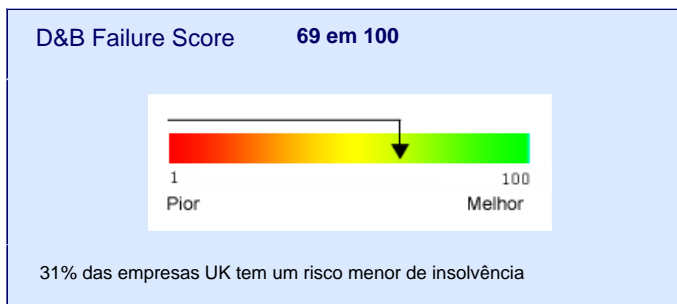 D&B Failure Score 69 em 100
1 100
Pior Melhor
31% das empresas UK tem um risco menor de insolvência